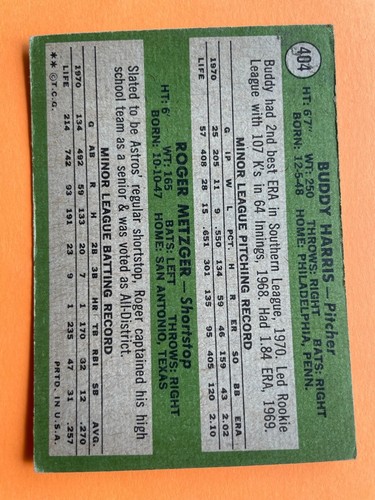 404
BUDDY HARRIS—Pitcher
HT: 6'7" WT: 250 THROWS: RIGHT BATS: RIGHT
BORN: 12-5-48 HOME: PHILADELPHIA, PENN.
Buddy had 2nd best ERA in Southern League, 1970. Led Rookie
League with 107 K's in 64 Innings, 1968. Had 1.84 ERA, 1969.
MINOR LEAGUE PITCHING RECORD
G IP W L PCT. H R ER SO BB ERA
1970 25 205 11 9 .550 134 59 46 159 43 2.02
LIFE 57 408 28 15 .651 301 135 95 405 120 2.10
ROGER METZGER—Shortstop
HT: 6' WT: 165 BATS: LEFT THROWS: RIGHT
BORN: 10-10-47 HOME: SAN ANTONIO, TEXAS
Slated to be Astros' regular shortstop, Roger captained his high
school team as a senior & was voted as All-District.
MINOR LEAGUE BATTING RECORD
G AB R H 2B 3B HR TB RBI SB AVG.
1970 134 492 59 133 20 7 1 170 32 12 .270
LIFE 214 742 93 191 23 9 1 235 47 31 .257
** © T.C.G. PRTD. IN U.S.A.